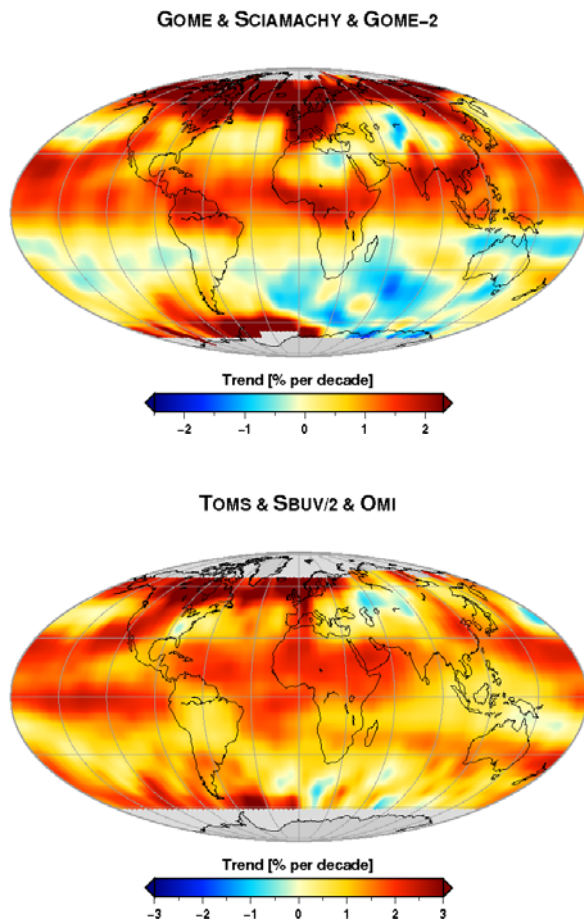 GOME & SCIAMACHY & GOME-2
Trend [% per decade]
-2 -1 0 1 2
TOMS & SBUV/2 & OMI
Trend [% per decade]
-3 -2 -1 0 1 2 3